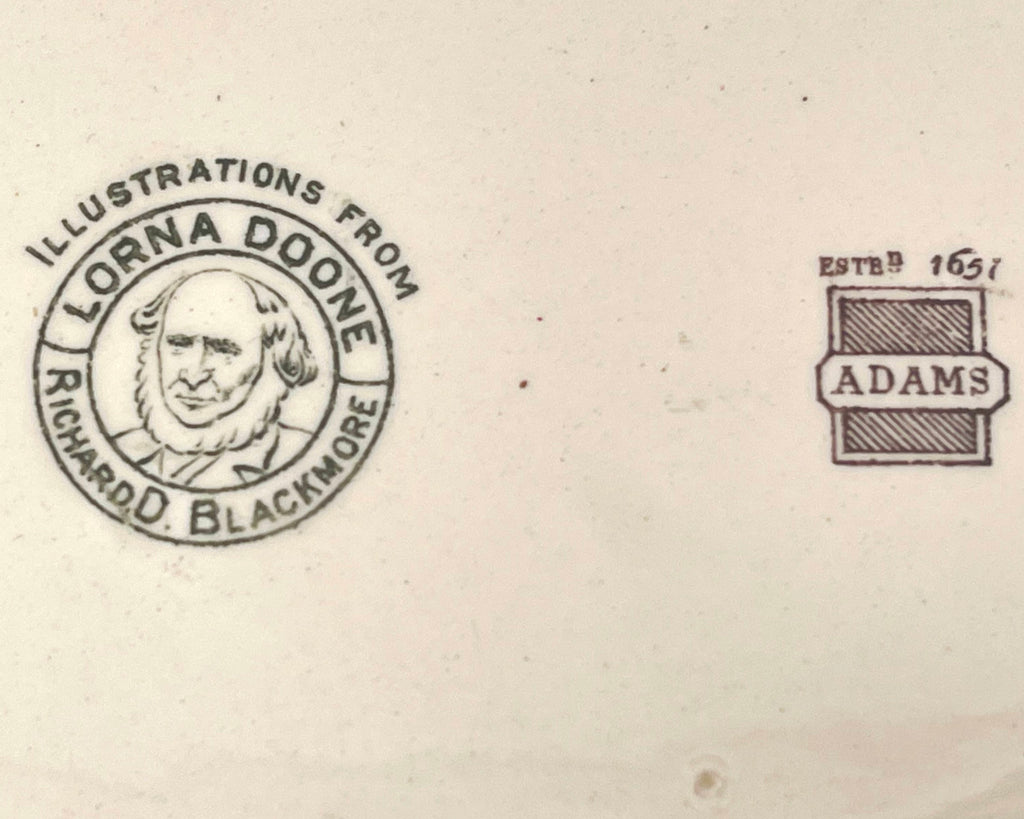 ILLUSTRATIONS FROM
LORNA DOONE
RICHARD D. BLACKMORE
ESTBD 1657
ADAMS